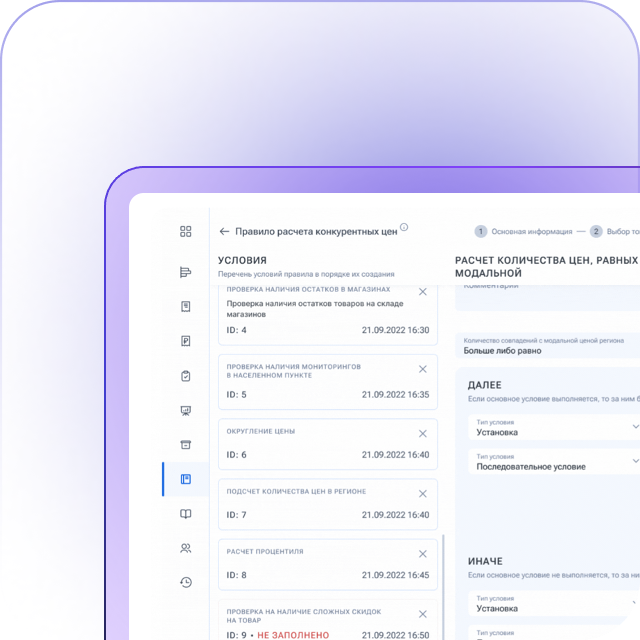 Правило расчета конкурентных цен
1 Основная информация — 2 Выбор то
УСЛОВИЯ
Перечень условий правила в порядке их создания
ПРОВЕРКА НАЛИЧИЯ ОСТАТКОВ В МАГАЗИНАХ
Проверка наличия остатков товаров на складе
магазинов
ID: 4 21.09.2022 16:30
ПРОВЕРКА НАЛИЧИЯ МОНИТОРИНГОВ
В НАСЕЛЕННОМ ПУНКТЕ
ID: 5 21.09.2022 16:35
ОКРУГЛЕНИЕ ЦЕНЫ
ID: 6 21.09.2022 16:40
ПОДСЧЕТ КОЛИЧЕСТВА ЦЕН В РЕГИОНЕ
ID: 7 21.09.2022 16:40
РАСЧЕТ ПРОЦЕНТИЛЯ
ID: 8 21.09.2022 16:45
ПРОВЕРКА НА НАЛИЧИЕ СЛОЖНЫХ СКИДОК
НА ТОВАР
ID: 9 • НЕ ЗАПОЛНЕНО 21.09.2022 16:50
РАСЧЕТ КОЛИЧЕСТВА ЦЕН, РАВНЫХ
МОДАЛЬНОЙ
Комментарий
Количество совпадений с модальной ценой региона
Больше либо равно
ДАЛЕЕ
Если основное условие выполняется, то за ним б
Тип условия
Установка
Тип условия
Последовательное условие
ИНАЧЕ
Если основное условие не выполняется, то за ни
Тип условия
Установка
Тип условия